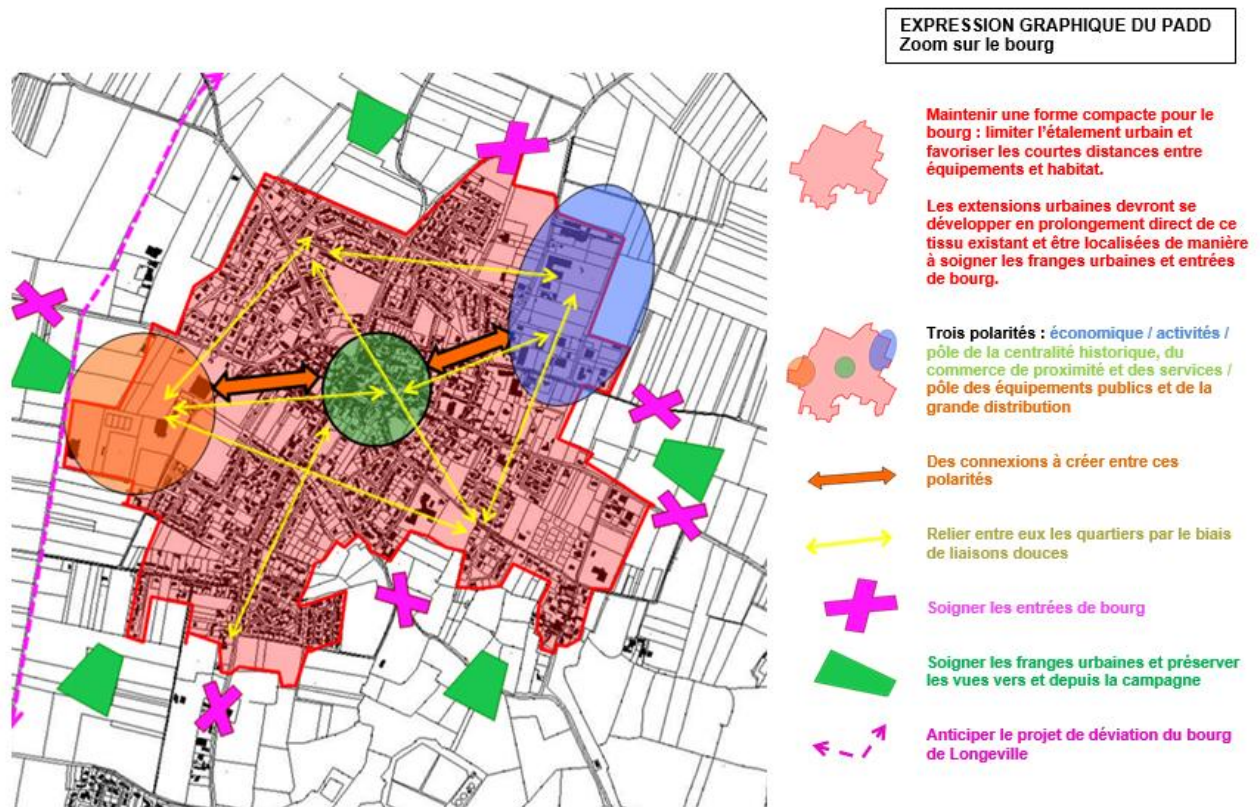 EXPRESSION GRAPHIQUE DU PADD
Zoom sur le bourg
Maintenir une forme compacte pour le
bourg : limiter l'étalement urbain et
favoriser les courtes distances entre
équipements et habitat.
Les extensions urbaines devront se
développer en prolongement direct de ce
tissu existant et être localisées de manière
à soigner les franges urbaines et entrées
de bourg.
Trois polarités : économique / activités /
pôle de la centralité historique, du
commerce de proximité et des services /
pôle des équipements publics et de la
grande distribution
Des connexions à créer entre ces
polarités
Relier entre eux les quartiers par le biais
de liaisons douces
Soigner les entrées de bourg
Soigner les franges urbaines et préserver
les vues vers et depuis la campagne
Anticiper le projet de déviation du bourg
de Longeville